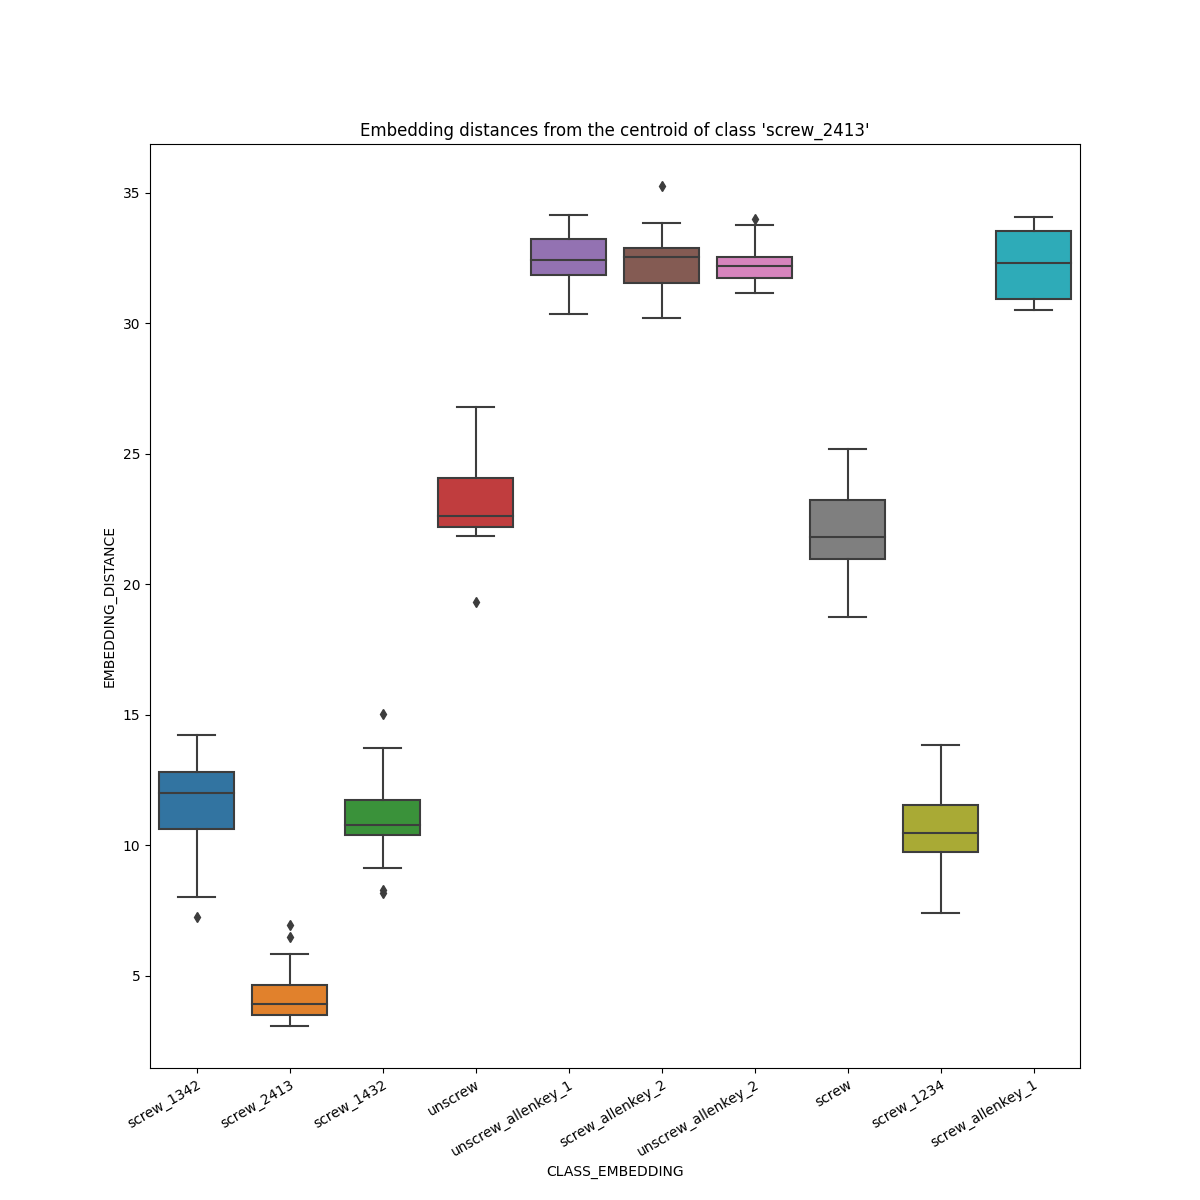 Embedding distances from the centroid of class 'screw_2413'
35
30
25
20
15
10
5
EMBEDDING_DISTANCE
screw_1342
screw_2413
screw_1432
unscrew
unscrew_allenkey_1
screw_allenkey_2
unscrew_allenkey_2
screw
screw_1234
screw_allenkey_1
CLASS_EMBEDDING